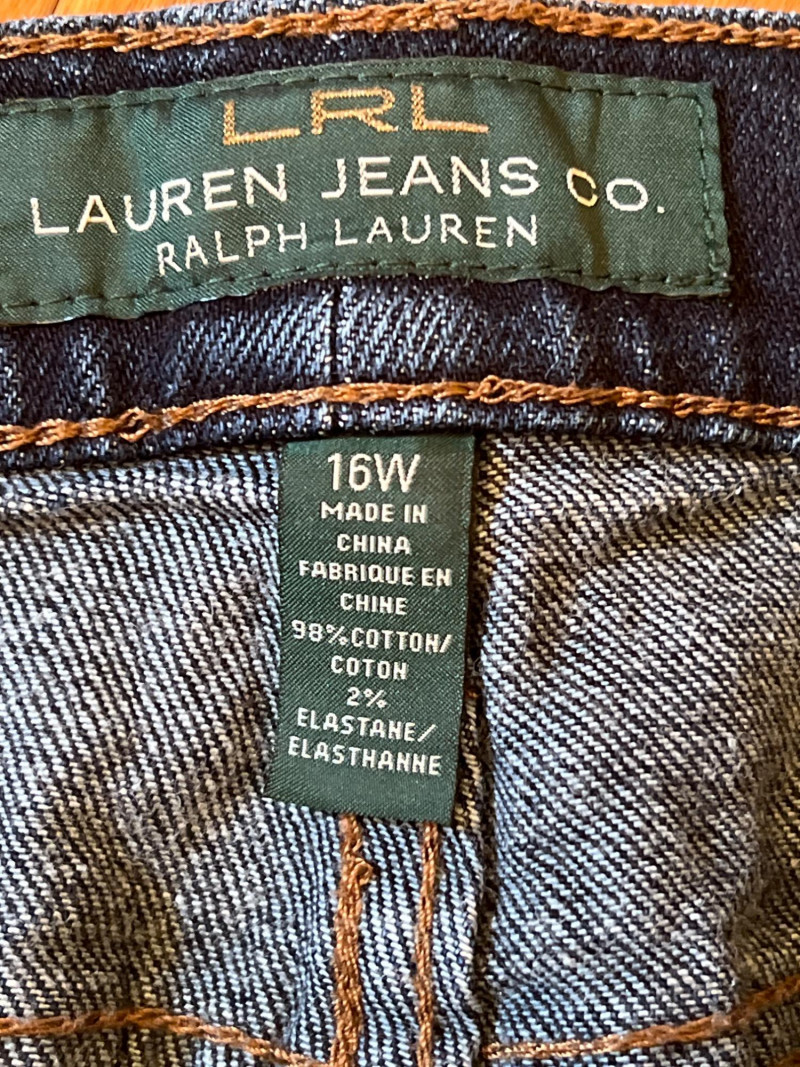 LRL
LAUREN JEANS CO.
RALPH LAUREN
16W
MADE IN
CHINA
FABRIQUE EN
CHINE
98% COTTON/
COTON
2%
ELASTANE/
ELASTHANNE